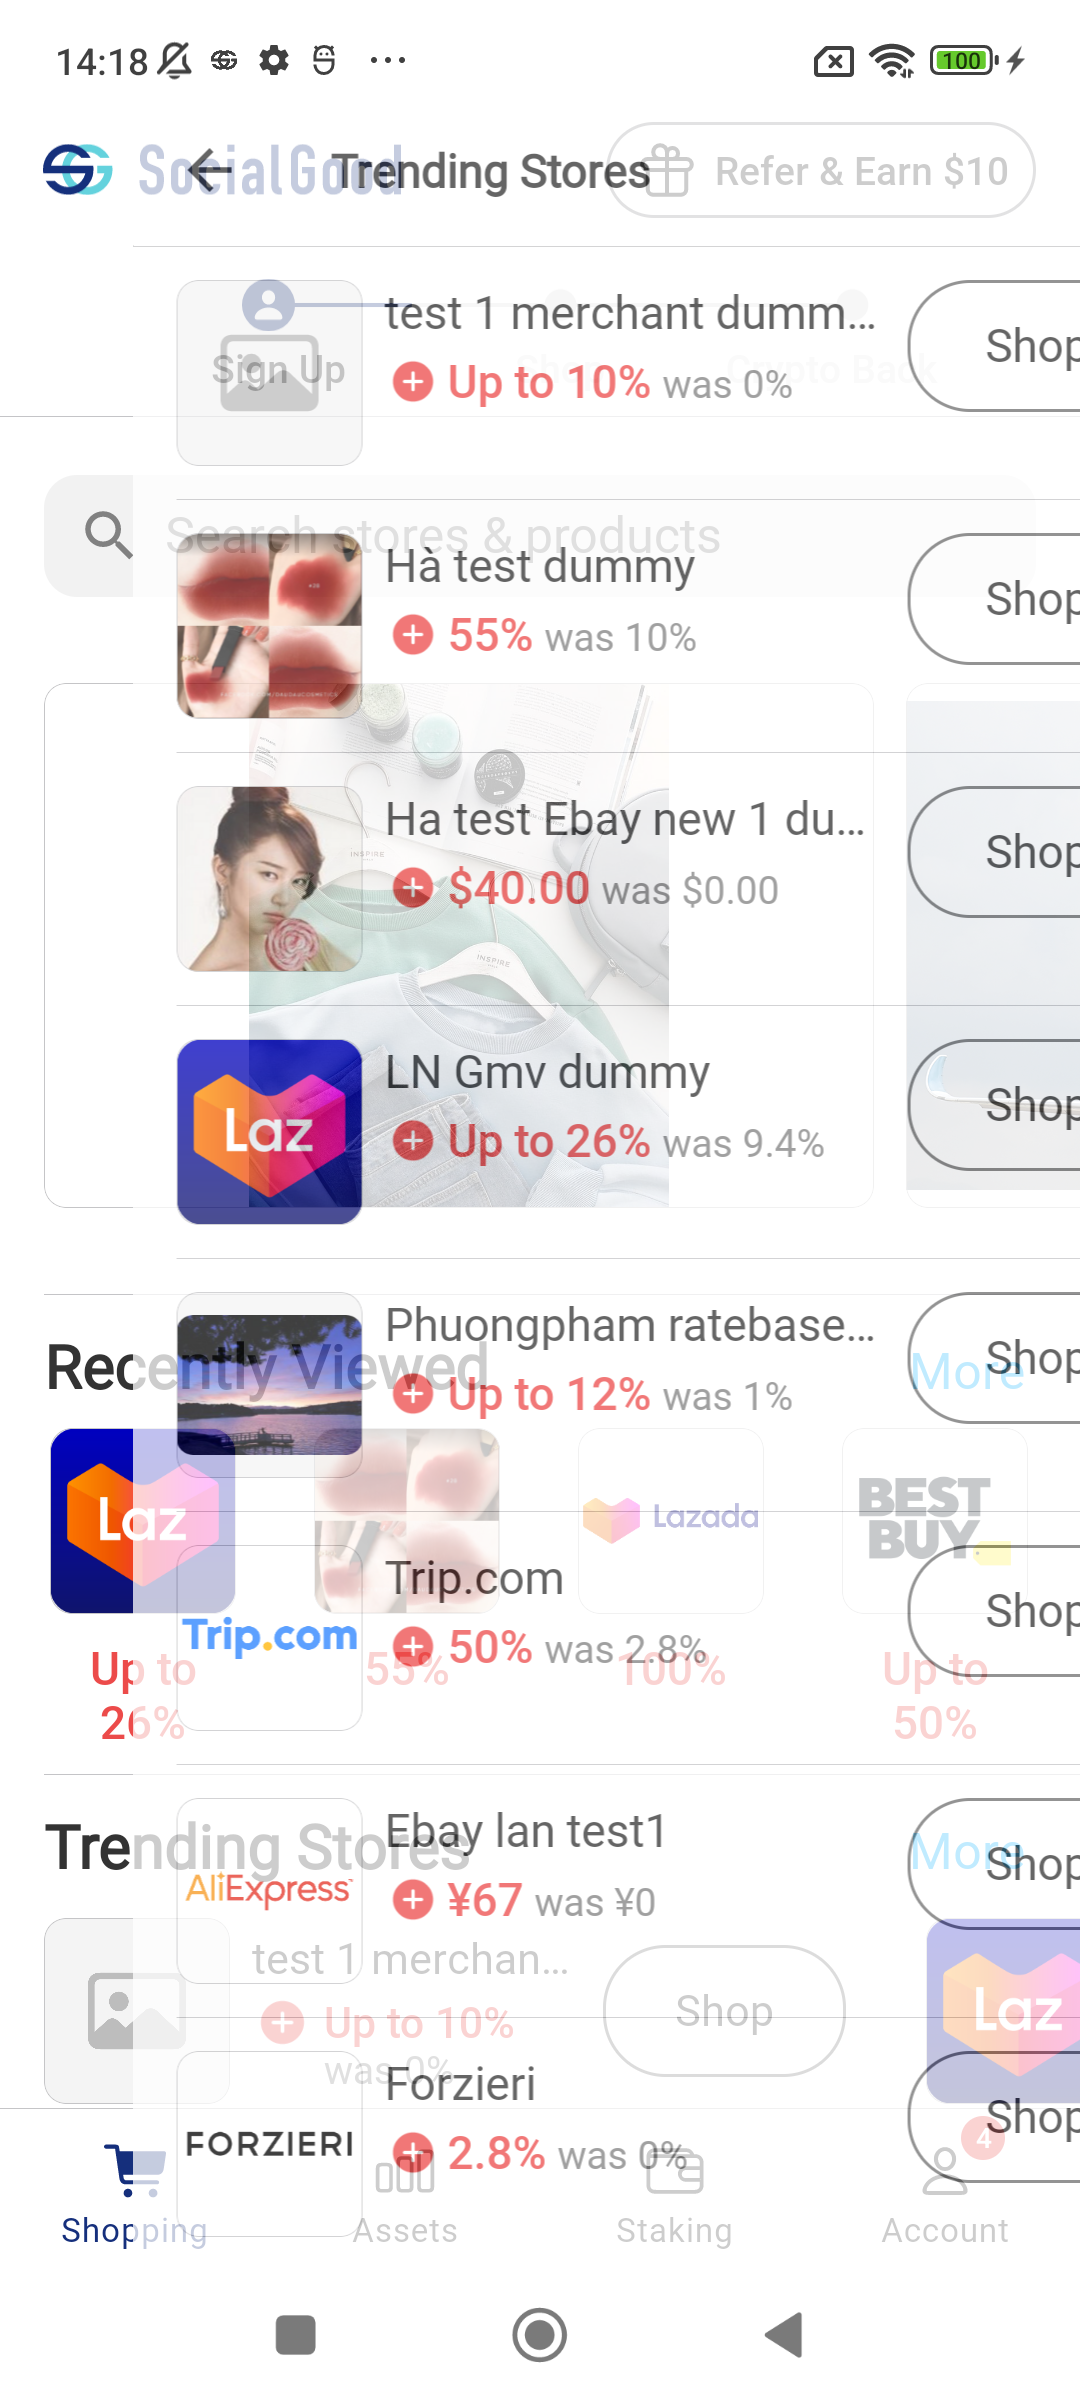 14:18
100
SocialGood
Trending Stores
Refer & Earn $10
test 1 merchant dumm...
Sign Up
Shop
Crypto Back
Up to 10% was 0%
Shop
Search stores & products
Hà test dummy
55% was 10%
Shop
Ha test Ebay new 1 du...
$40.00 was $0.00
Shop
INSPIRE
INSPIRE
LN Gmv dummy
Laz
Up to 26% was 9.4%
Shop
Phuongpham ratebase...
Recently Viewed
More
Up to 12% was 1%
Shop
Laz
Lazada
BEST BUY
Trip.com
Trip.com
50% was 2.8%
Shop
Up to 26%
55%
100%
Up to 50%
Trending Stores
More
Ebay lan test1
AliExpress
¥67 was ¥0
Shop
test 1 merchan...
Up to 10%
was 0%
Shop
Laz
Forzieri
FORZIERI
2.8% was 0%
Shop
4
Shopping
Assets
Staking
Account